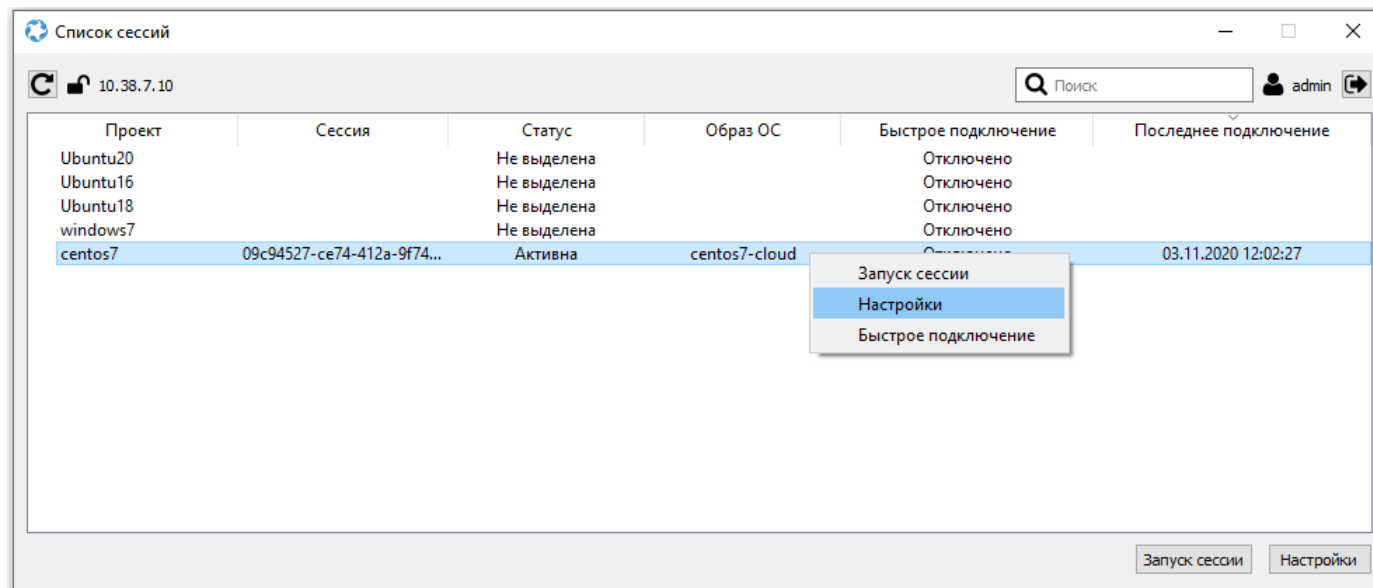 Список сессий
10.38.7.10 Поиск admin
Проект Сессия Статус Образ ОС Быстрое подключение Последнее подключение
Ubuntu20 Не выделена Отключено
Ubuntu16 Не выделена Отключено
Ubuntu18 Не выделена Отключено
windows7 Не выделена Отключено
centos7 09c94527-ce74-412a-9f74... Активна centos7-cloud 03.11.2020 12:02:27
Запуск сессии
Настройки
Быстрое подключение
Запуск сессии Настройки